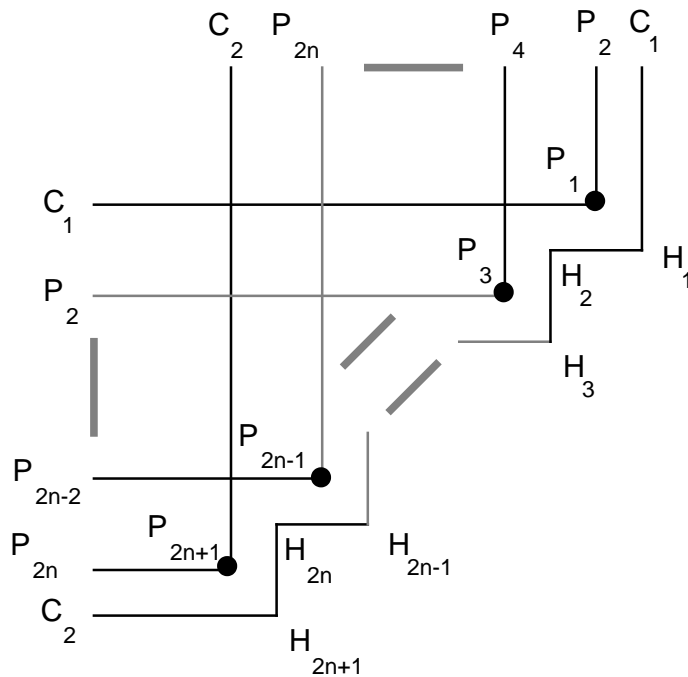 C₂ P₂ₙ P₄ P₂ C₁
P₁
C₁
P₃ H₁
P₂ H₂
H₃
P₂ₙ₋₁
P₂ₙ₋₂
P₂ₙ₊₁
P₂ₙ H₂ₙ H₂ₙ₋₁
C₂
H₂ₙ₊₁